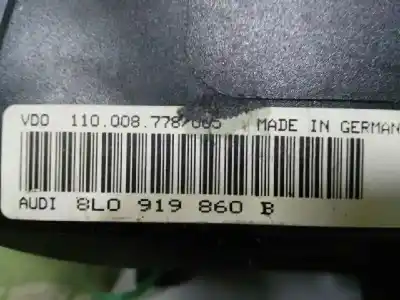 VDO 110.008.778/005 MADE IN GERMAN
AUDI 8L0 919 860 B